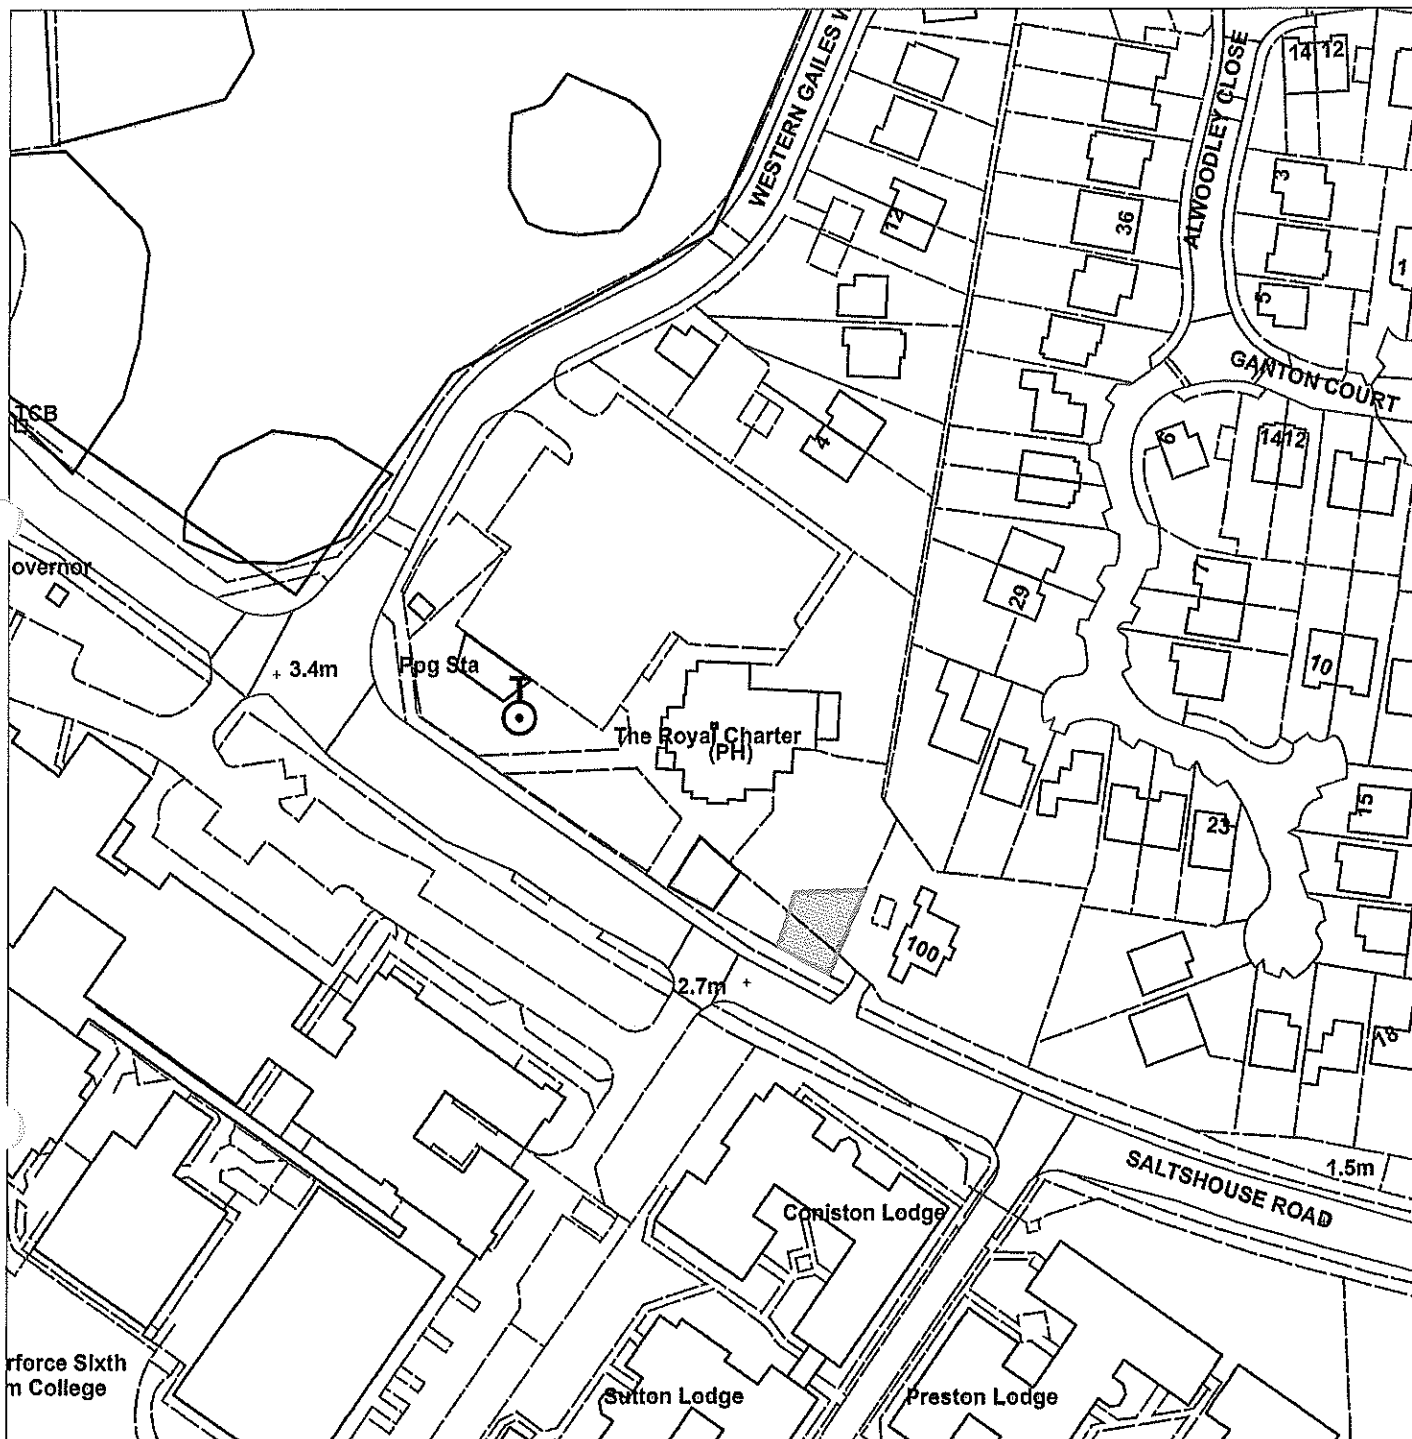 WESTERN GAILES
ALWOODLEY CLOSE
14 12
3
12
36
1
5
GANTON COURT
TCB
4
6
1412
overnor
7
29
10
3.4m
Ppg Sta
The Royal Charter
(PH)
15
23
100
2.7m
18
SALTSHOUSE ROAD
1.5m
Coniston Lodge
rforce Sixth
m College
Sutton Lodge
Preston Lodge